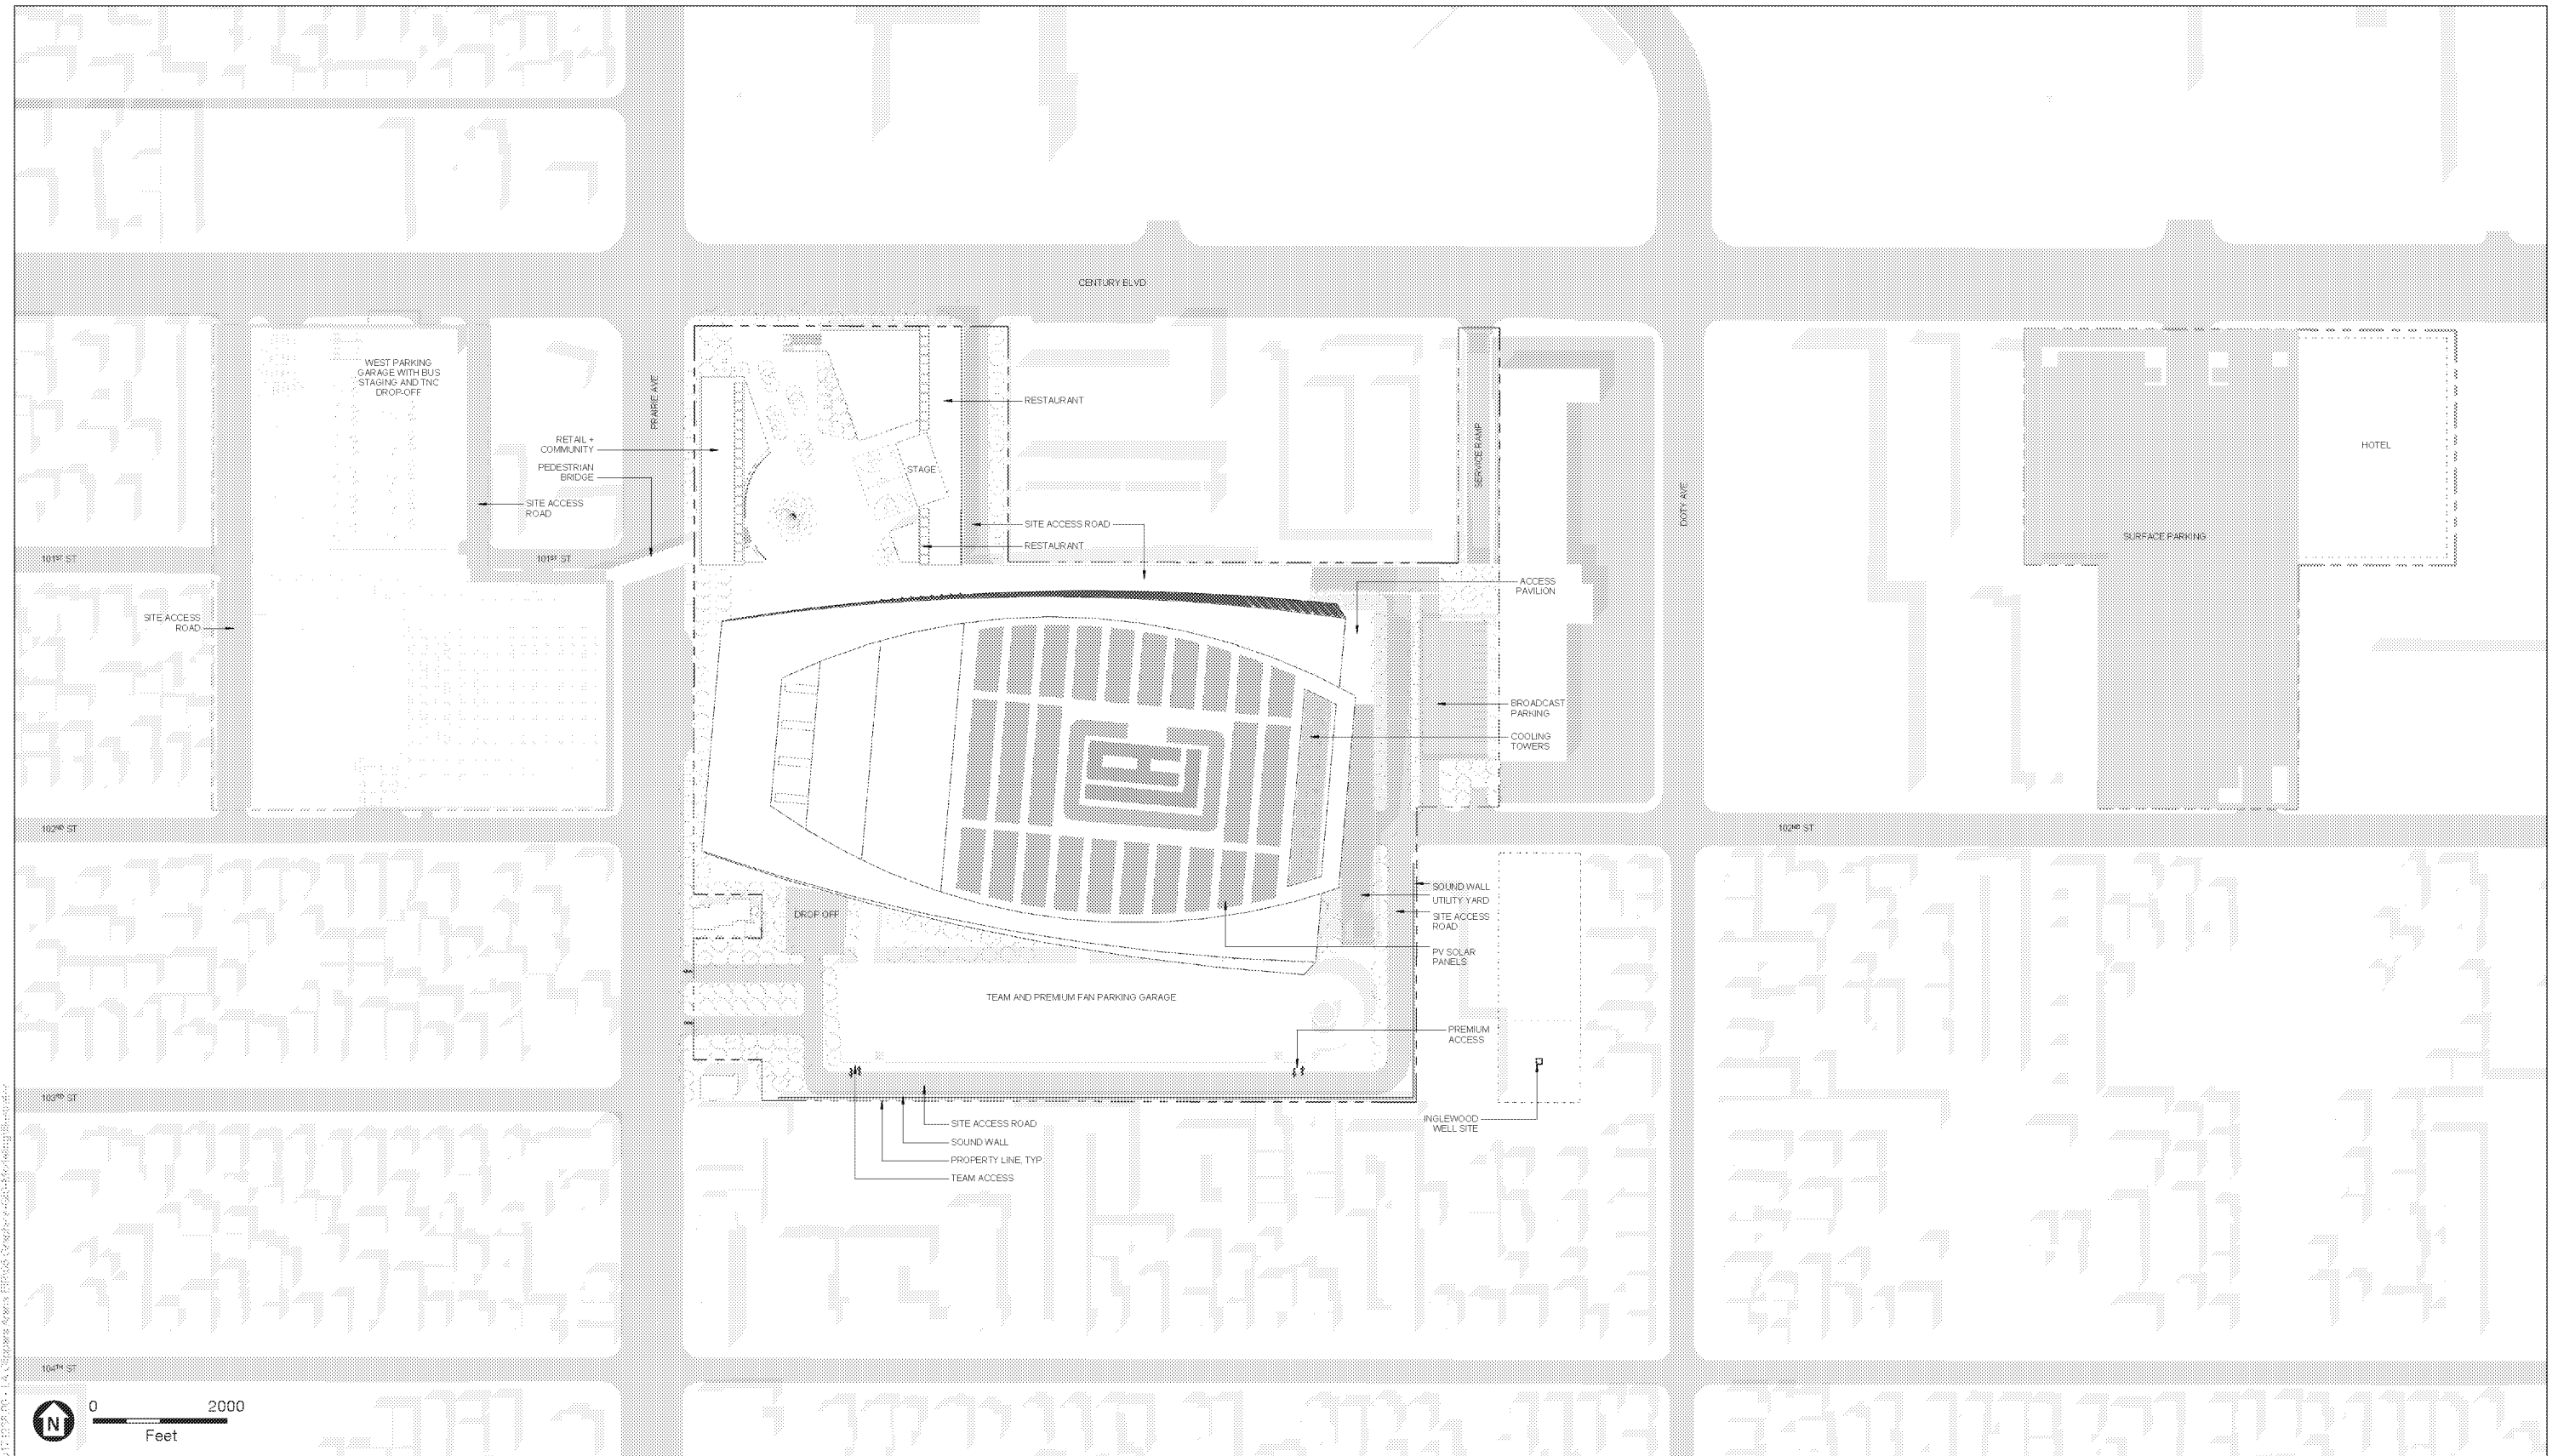 CENTURY BLVD
WEST PARKING
GARAGE WITH BUS
STAGING AND TNC
DROP-OFF
PRAIRIE AVE
RESTAURANT
RETAIL +
COMMUNITY
PEDESTRIAN
BRIDGE
STAGE
SERVICE RAMP
HOTEL
DOTY AVE
SITE ACCESS
ROAD
SITE ACCESS ROAD
RESTAURANT
SURFACE PARKING
101ST ST
101ST ST
ACCESS
PAVILION
SITE ACCESS
ROAD
BROADCAST
PARKING
COOLING
TOWERS
102ND ST
102ND ST
SOUND WALL
UTILITY YARD
SITE ACCESS
ROAD
DROP OFF
PV SOLAR
PANELS
TEAM AND PREMIUM FAN PARKING GARAGE
PREMIUM
ACCESS
103RD ST
INGLEWOOD
WELL SITE
SITE ACCESS ROAD
SOUND WALL
PROPERTY LINE, TYP.
TEAM ACCESS
104TH ST
N
0 2000
Feet